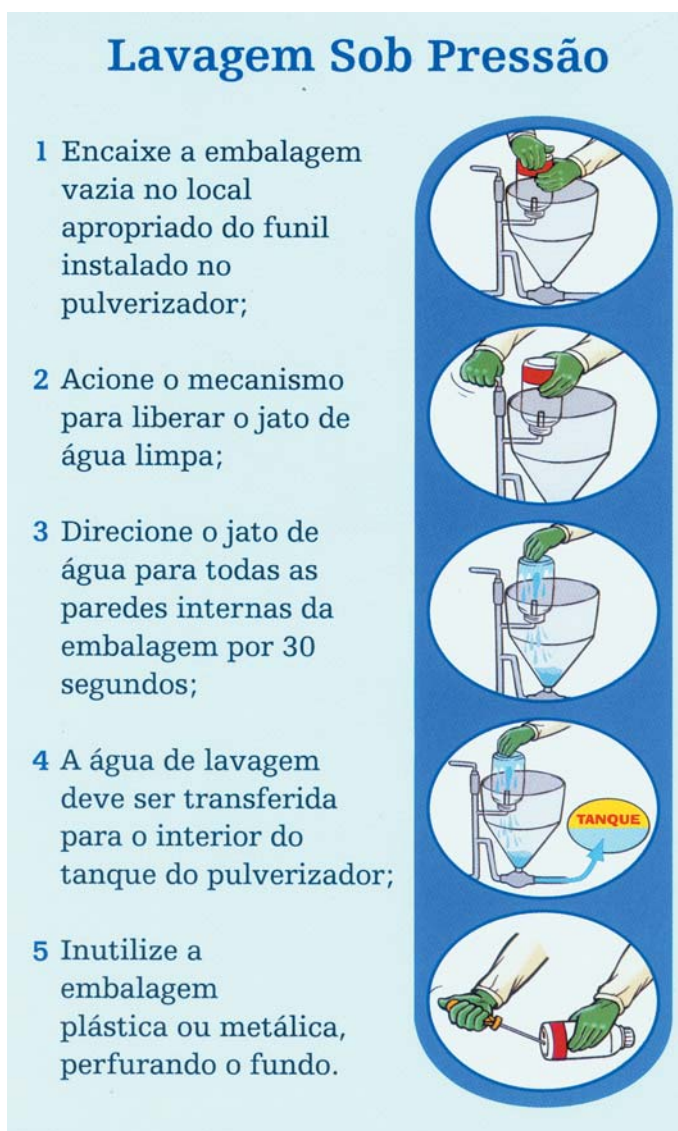 Lavagem Sob Pressão
1 Encaixe a embalagem
vazia no local
apropriado do funil
instalado no
pulverizador;
2 Acione o mecanismo
para liberar o jato de
água limpa;
3 Direcione o jato de
água para todas as
paredes internas da
embalagem por 30
segundos;
4 A água de lavagem
deve ser transferida
para o interior do
tanque do pulverizador;
TANQUE
5 Inutilize a
embalagem
plástica ou metálica,
perfurando o fundo.